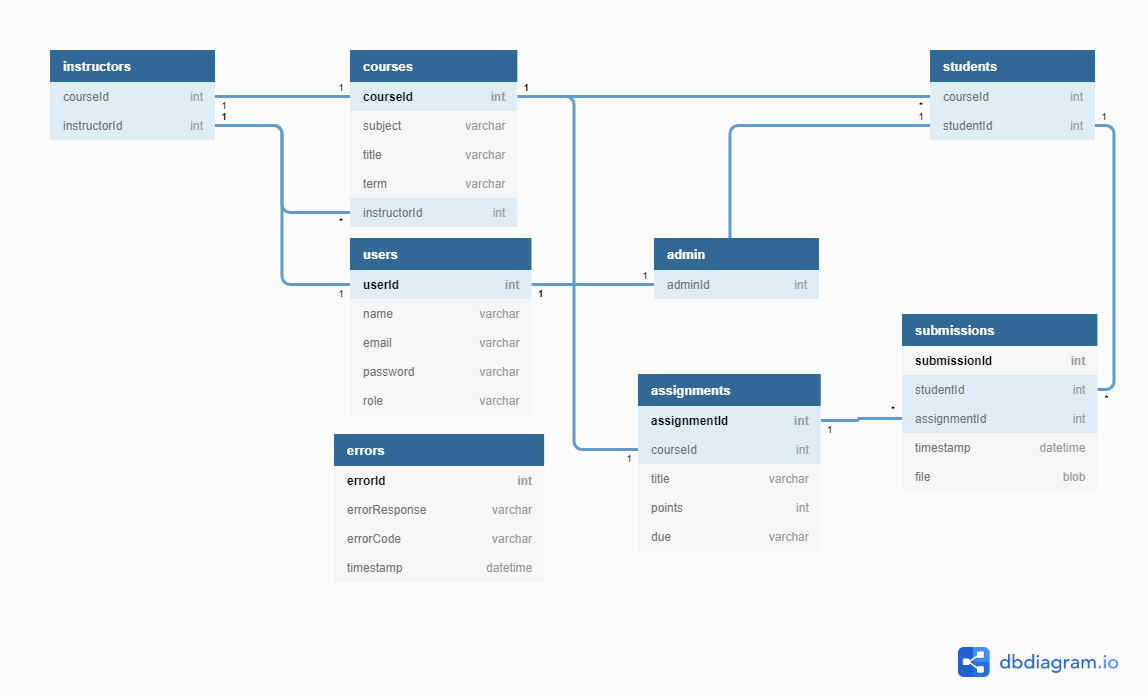 instructors
courseId int
instructorId int
1
1
1
courses
courseId int
subject varchar
title varchar
term varchar
instructorId int
1
*
1
users
userId int
name varchar
email varchar
password varchar
role varchar
1
1
errors
errorId int
errorResponse varchar
errorCode varchar
timestamp datetime
admin
adminId int
1
assignments
assignmentId int
courseId int
title varchar
points int
due varchar
1
1
students
courseId int
studentId int
*
1
1
submissions
submissionId int
studentId int
assignmentId int
timestamp datetime
file blob
*
*
dbdiagram.io